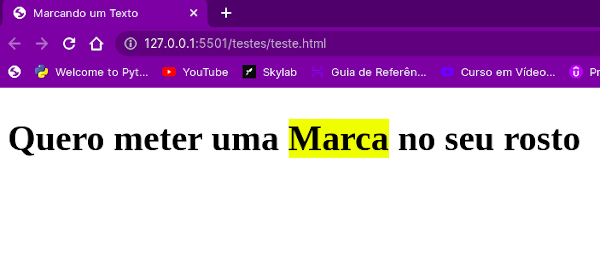 Marcando um Texto
127.0.0.1:5501/testes/teste.html
Welcome to Pyt... YouTube Skylab Guia de Referên... Curso em Vídeo... Pr
Quero meter uma Marca no seu rosto